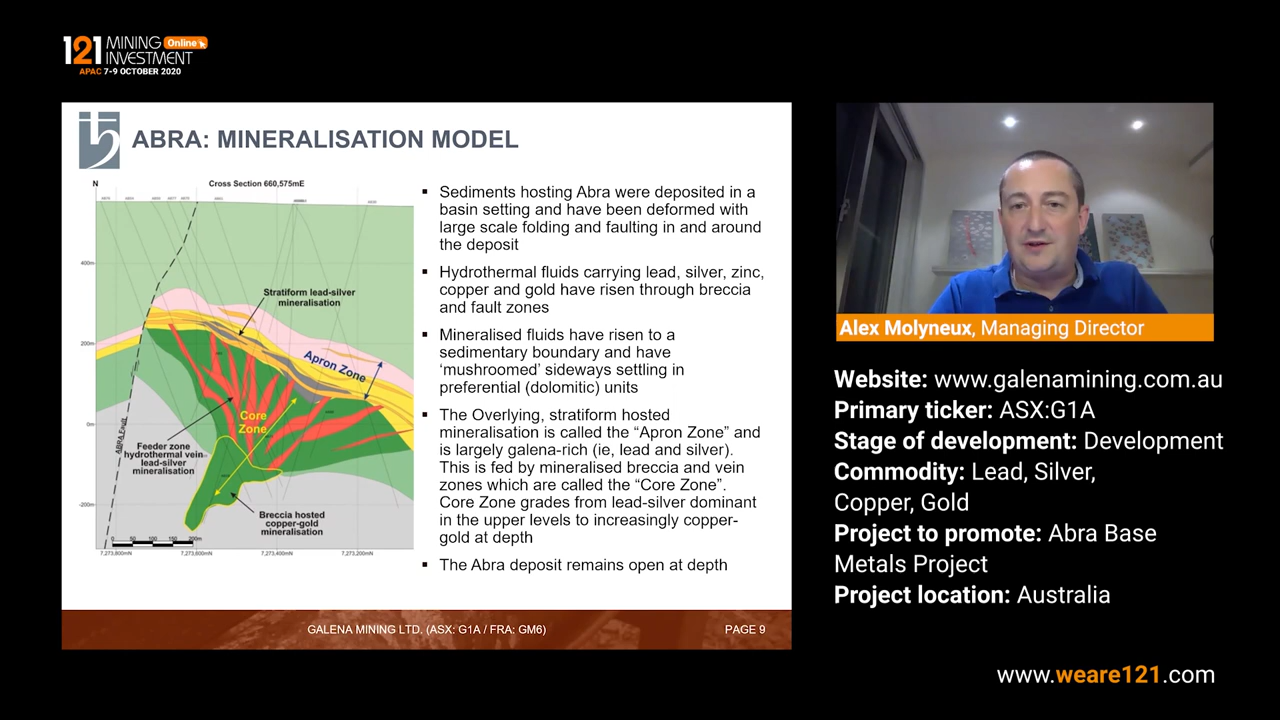 121 MINING Online
INVESTMENT
APAC 7-9 OCTOBER 2020
ABRA: MINERALISATION MODEL
N
Cross Section 660,575mE
400m
200m
0m
-200m
Stratiform lead-silver
mineralisation
Apron Zone
Core
Zone
ABRA Fault
Feeder zone
hydrothermal vein
lead-silver
mineralisation
Breccia hosted
copper-gold
mineralisation
0 50 100 150 200m
7,273,800mN 7,273,600mN 7,273,400mN 7,273,200mN
▪ Sediments hosting Abra were deposited in a
basin setting and have been deformed with
large scale folding and faulting in and around
the deposit
▪ Hydrothermal fluids carrying lead, silver, zinc,
copper and gold have risen through breccia
and fault zones
▪ Mineralised fluids have risen to a
sedimentary boundary and have
‘mushroomed’ sideways settling in
preferential (dolomitic) units
▪ The Overlying, stratiform hosted
mineralisation is called the “Apron Zone” and
is largely galena-rich (ie, lead and silver).
This is fed by mineralised breccia and vein
zones which are called the “Core Zone”.
Core Zone grades from lead-silver dominant
in the upper levels to increasingly copper-
gold at depth
▪ The Abra deposit remains open at depth
GALENA MINING LTD. (ASX: G1A / FRA: GM6)
PAGE 9
Alex Molyneux, Managing Director
Website: www.galenamining.com.au
Primary ticker: ASX:G1A
Stage of development: Development
Commodity: Lead, Silver,
Copper, Gold
Project to promote: Abra Base
Metals Project
Project location: Australia
www.weare121.com